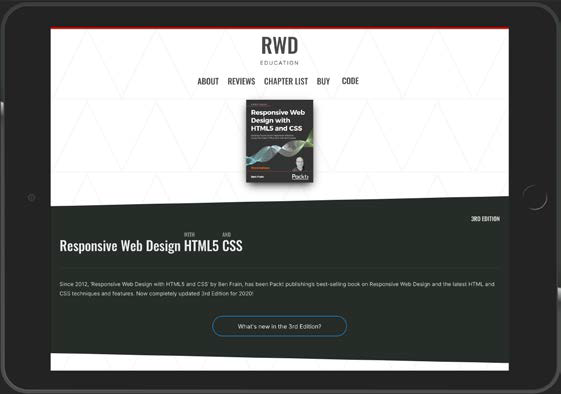 RWD
EDUCATION
ABOUT REVIEWS CHAPTER LIST BUY CODE
Responsive Web
Design with
HTML5 and CSS
Ben Frain
Packt
3RD EDITION
WITH AND
Responsive Web Design HTML5 CSS
Since 2012, 'Responsive Web Design with HTML5 and CSS' by Ben Frain, has been Packt publishing's best-selling book on Responsive Web Design and the latest HTML and
CSS techniques and features. Now completely updated 3rd Edition for 2020!
What's new in the 3rd Edition?